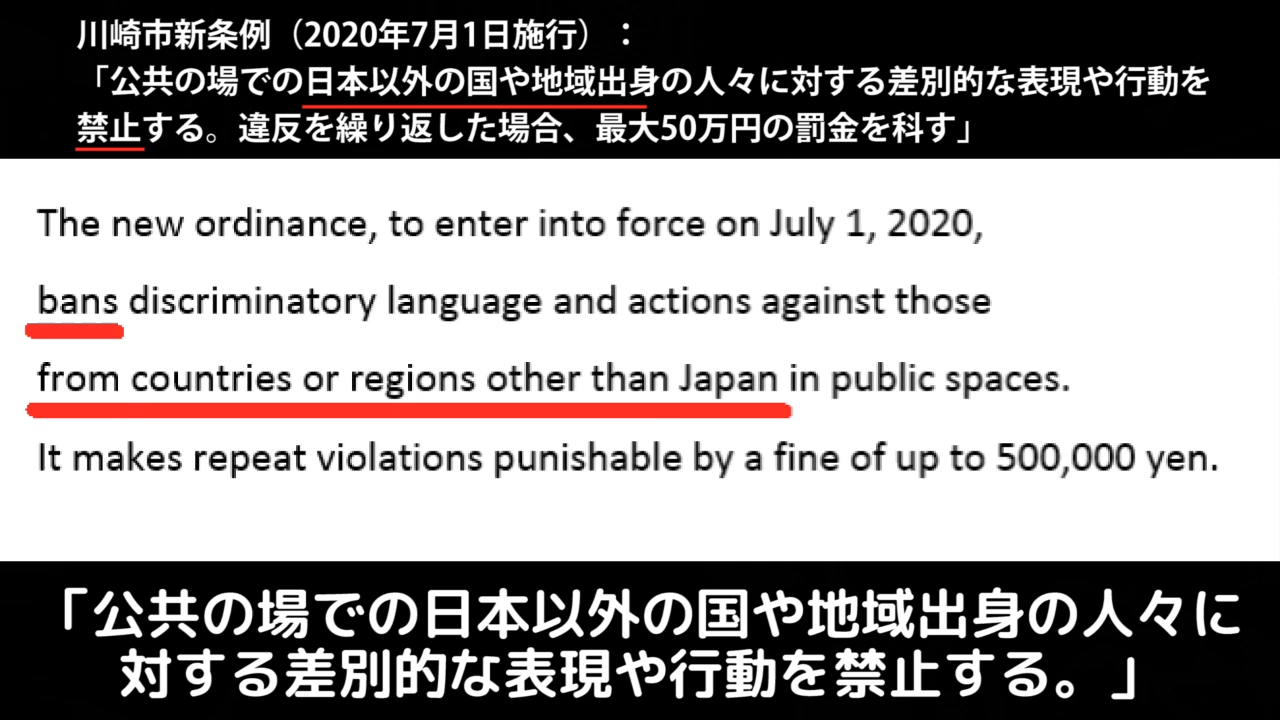 川崎市新条例（2020年7月1日施行）：
「公共の場での日本以外の国や地域出身の人々に対する差別的な表現や行動を
禁止する。違反を繰り返した場合、最大50万円の罰金を科す」
The new ordinance, to enter into force on July 1, 2020,
bans discriminatory language and actions against those
from countries or regions other than Japan in public spaces.
It makes repeat violations punishable by a fine of up to 500,000 yen.
「公共の場での日本以外の国や地域出身の人々に
対する差別的な表現や行動を禁止する。」